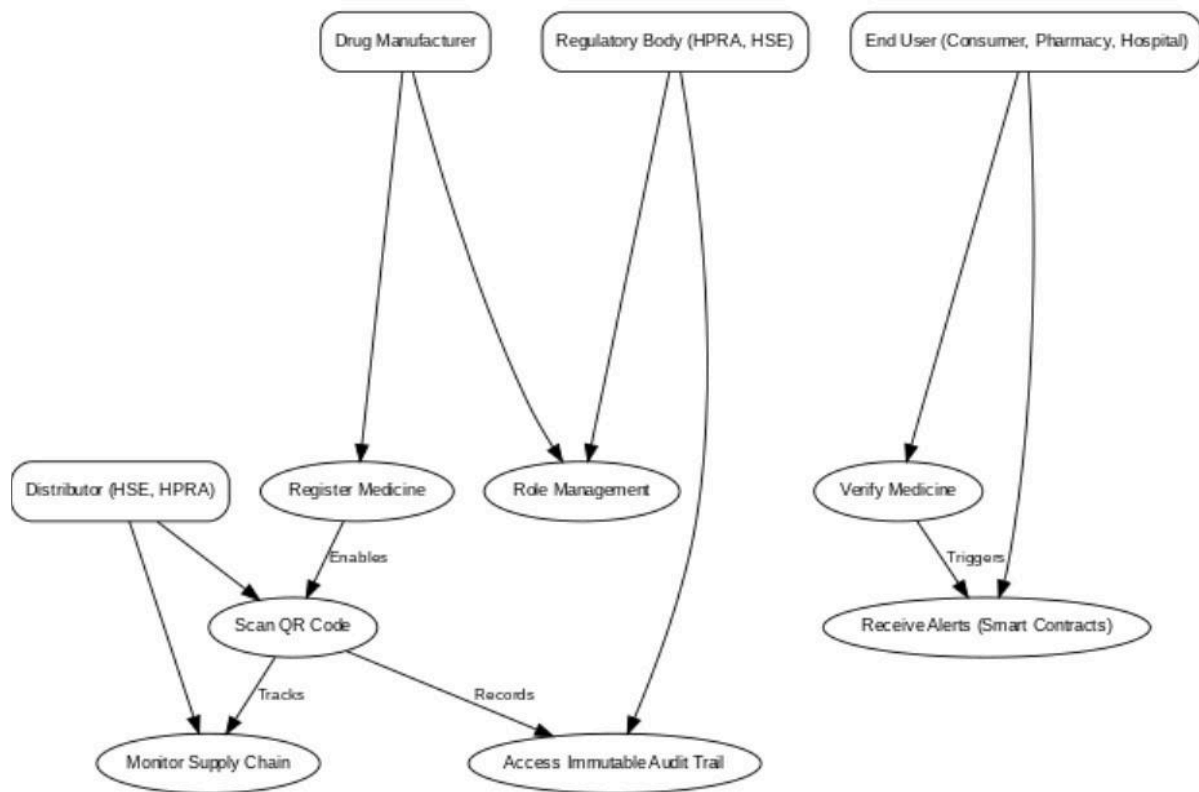 Drug Manufacturer
Regulatory Body (HPRA, HSE)
End User (Consumer, Pharmacy, Hospital)
Distributor (HSE, HPRA)
Register Medicine
Role Management
Verify Medicine
Enables
Triggers
Scan QR Code
Receive Alerts (Smart Contracts)
Tracks
Records
Monitor Supply Chain
Access Immutable Audit Trail